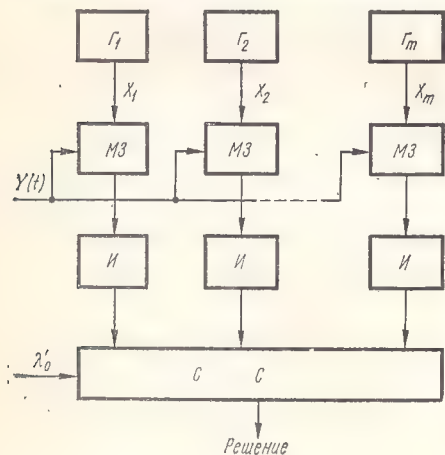 Г1 Г2 Гm
X1 X2 Xm
МЗ МЗ МЗ
Y(t)
И И И
λ'0
С С
Решение